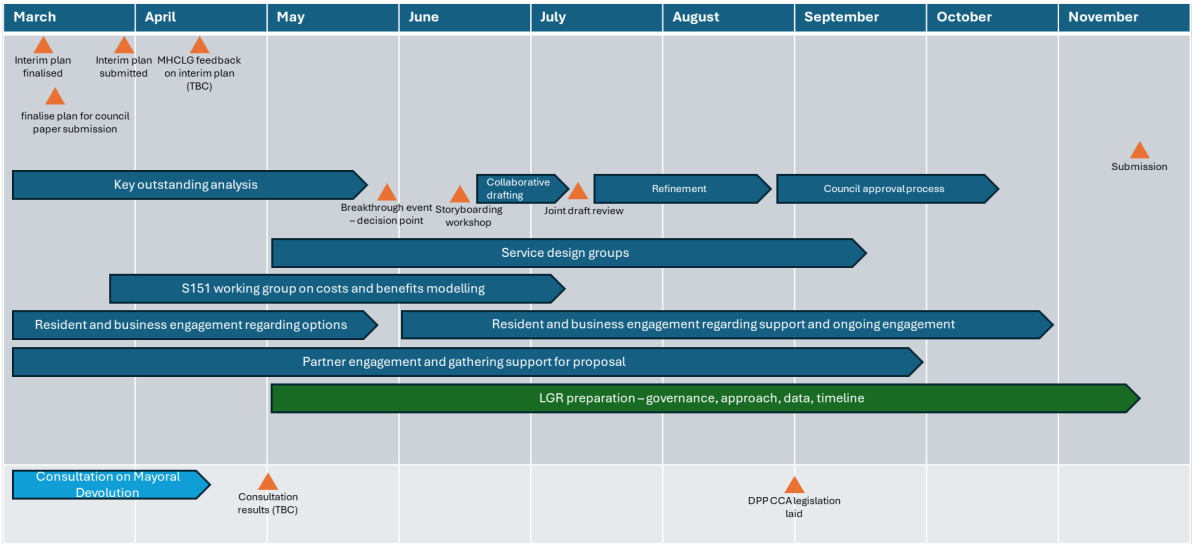 March
April
May
June
July
August
September
October
November
Interim plan
finalised
Interim plan
submitted
MHCLG feedback
on interim plan
(TBC)
finalise plan for council
paper submission
Submission
Key outstanding analysis
Breakthrough event
– decision point
Storyboarding
workshop
Collaborative
drafting
Joint draft review
Refinement
Council approval process
Service design groups
S151 working group on costs and benefits modelling
Resident and business engagement regarding options
Resident and business engagement regarding support and ongoing engagement
Partner engagement and gathering support for proposal
LGR preparation – governance, approach, data, timeline
Consultation on Mayoral
Devolution
Consultation
results (TBC)
DPP CCA legislation
laid